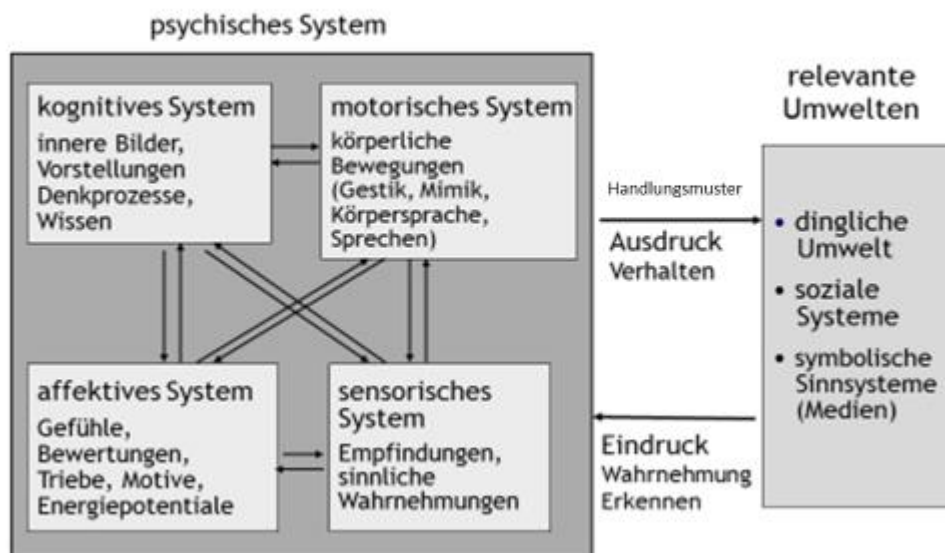 psychisches System
kognitives System
innere Bilder,
Vorstellungen
Denkprozesse,
Wissen
motorisches System
körperliche
Bewegungen
(Gestik, Mimik,
Körpersprache,
Sprechen)
affektives System
Gefühle,
Bewertungen,
Triebe, Motive,
Energiepotentiale
sensorisches
System
Empfindungen,
sinnliche
Wahrnehmungen
Handlungsmuster
Ausdruck
Verhalten
Eindruck
Wahrnehmung
Erkennen
relevante
Umwelten
• dingliche
Umwelt
• soziale
Systeme
• symbolische
Sinnsysteme
(Medien)